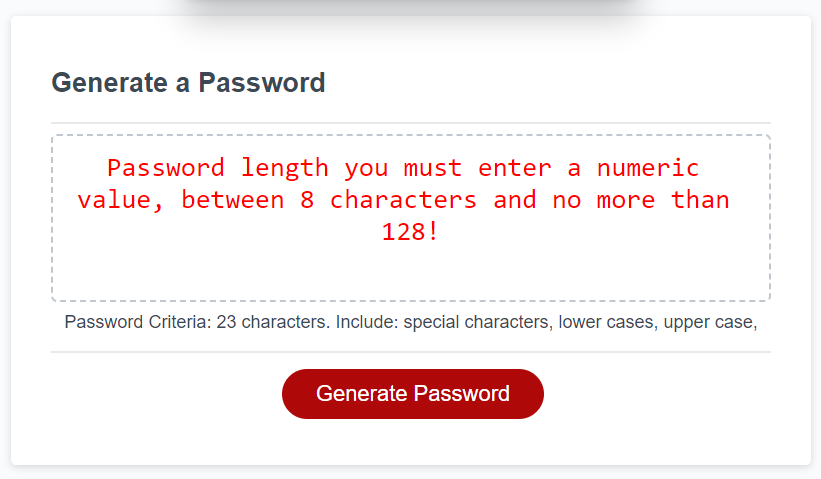 Generate a Password
Password length you must enter a numeric
value, between 8 characters and no more than
128!
Password Criteria: 23 characters. Include: special characters, lower cases, upper case,
Generate Password